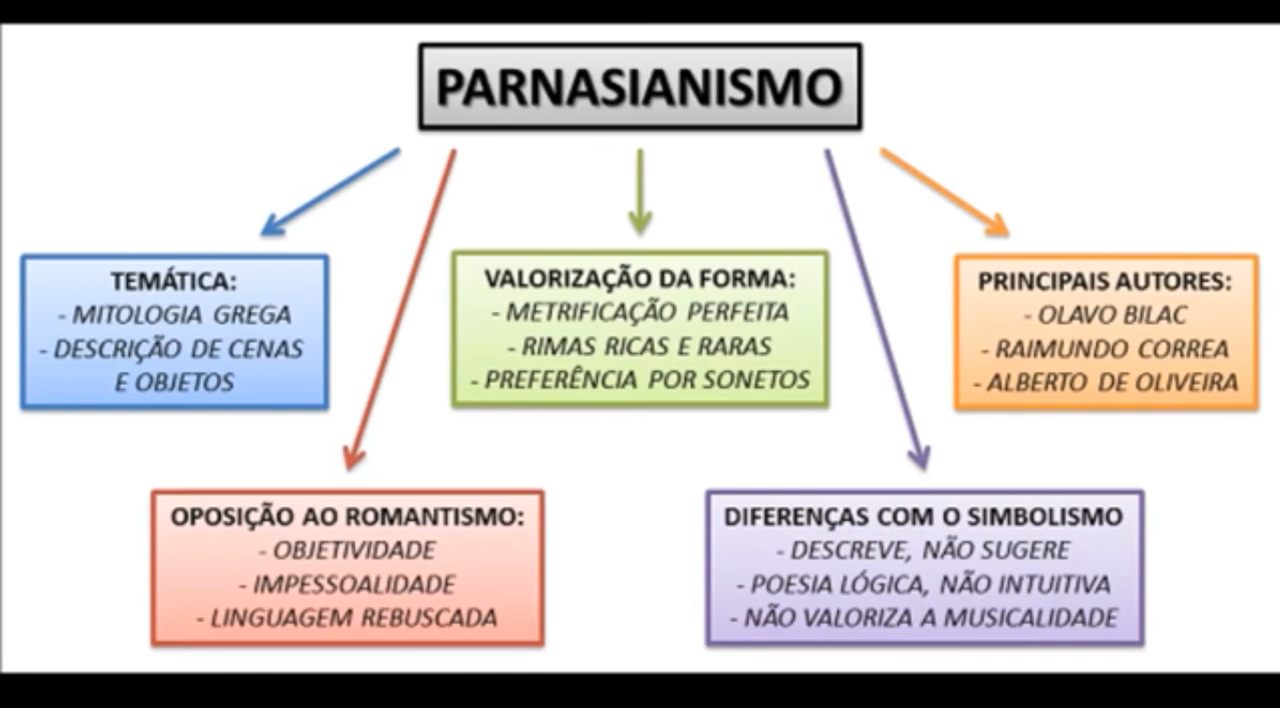 PARNASIANISMO
TEMÁTICA:
- MITOLOGIA GREGA
- DESCRIÇÃO DE CENAS
E OBJETOS
VALORIZAÇÃO DA FORMA:
- METRIFICAÇÃO PERFEITA
- RIMAS RICAS E RARAS
- PREFERÊNCIA POR SONETOS
PRINCIPAIS AUTORES:
- OLAVO BILAC
- RAIMUNDO CORREA
- ALBERTO DE OLIVEIRA
OPOSIÇÃO AO ROMANTISMO:
- OBJETIVIDADE
- IMPESSOALIDADE
- LINGUAGEM REBUSCADA
DIFERENÇAS COM O SIMBOLISMO
- DESCREVE, NÃO SUGERE
- POESIA LÓGICA, NÃO INTUITIVA
- NÃO VALORIZA A MUSICALIDADE